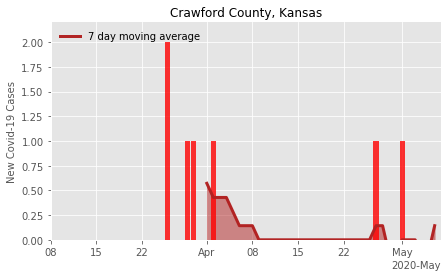 Crawford County, Kansas
7 day moving average
New Covid-19 Cases
2.00
1.75
1.50
1.25
1.00
0.75
0.50
0.25
0.00
08 15 22 Apr 08 15 22 May
2020-May